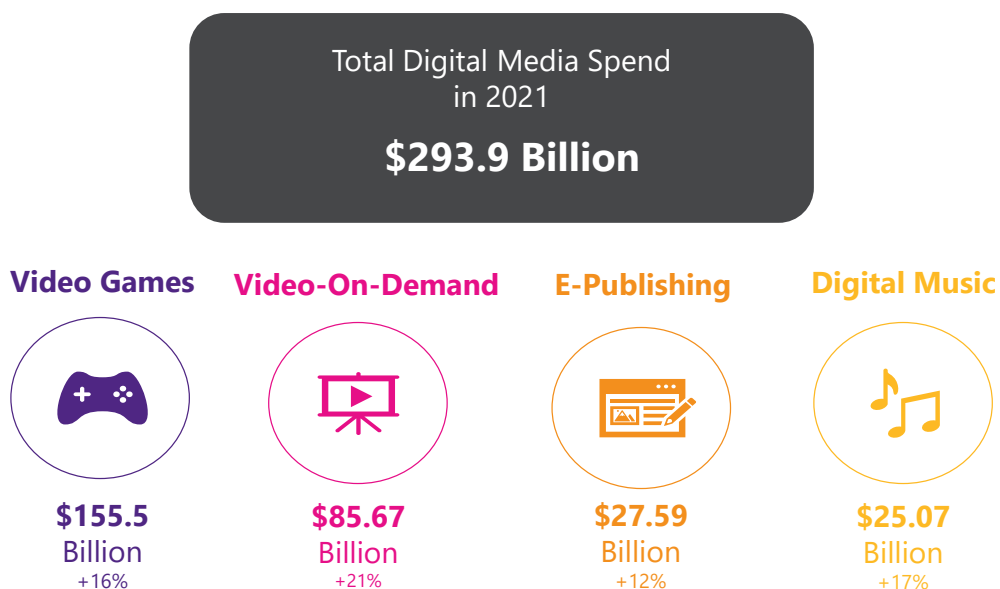 Total Digital Media Spend
in 2021
$293.9 Billion
Video Games
Video-On-Demand
E-Publishing
Digital Music
$155.5
Billion
+16%
$85.67
Billion
+21%
$27.59
Billion
+12%
$25.07
Billion
+17%